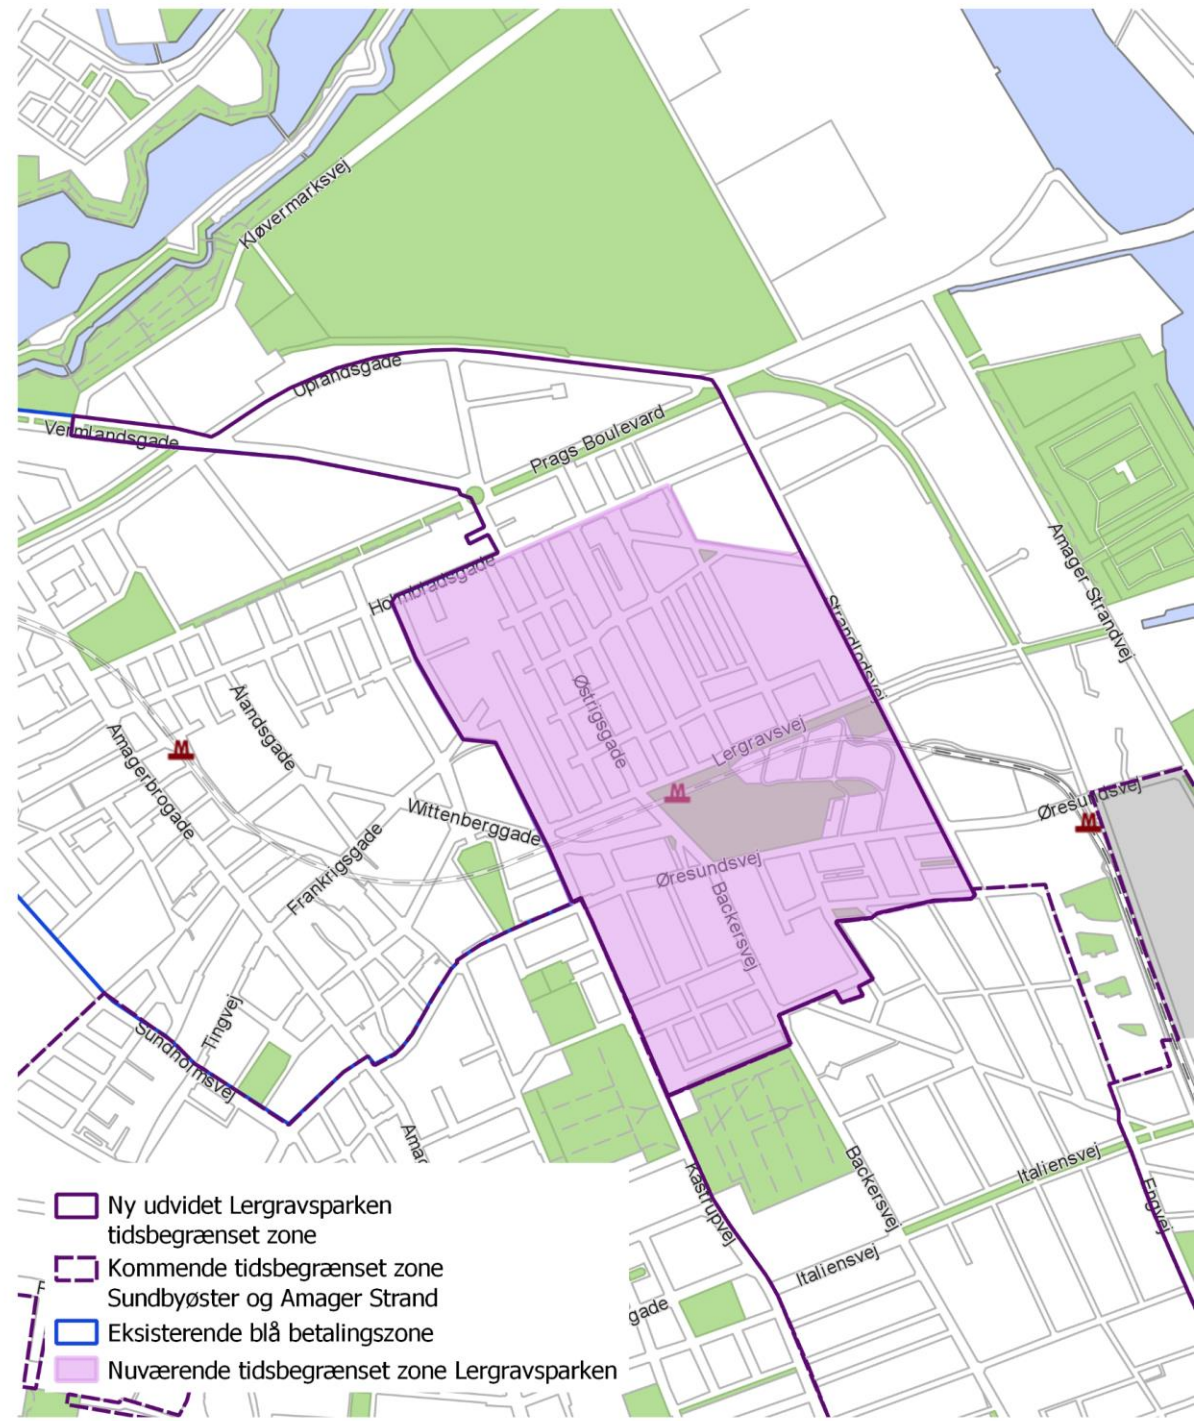 Kløvermarksvej
Uplandsgade
Vermlandsgade
Prags Boulevard
Holmbladsgade
Amager Strandvej
Strandlodsvej
Østrigsgade
Ålandsgade
Amagerbrogade
M
Lergravsvej
M
Wittenberggade
Øresundsvej
M
Frankrigsgade
Øresundsvej
Backersvej
Tingvej
Sundholmsvej
Amag
Kastrupvej
Backersvej
Italiensvej
Engvej
Italiensvej
gade
Ny udvidet Lergravsparken
tidsbegrænset zone
Kommende tidsbegrænset zone
Sundbyøster og Amager Strand
Eksisterende blå betalingszone
Nuværende tidsbegrænset zone Lergravsparken